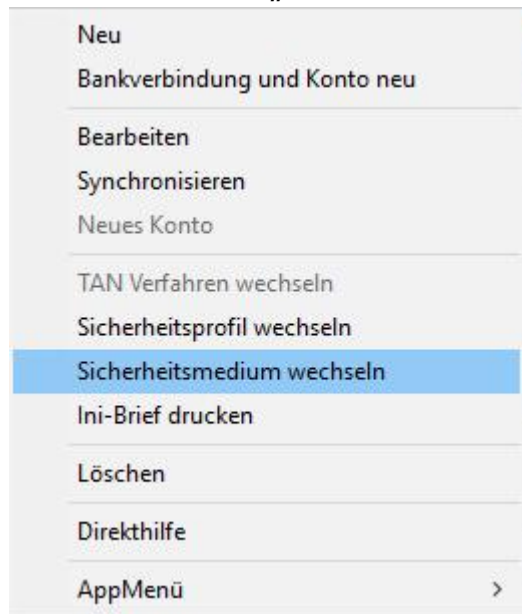 Neu
Bankverbindung und Konto neu
Bearbeiten
Synchronisieren
Neues Konto
TAN Verfahren wechseln
Sicherheitsprofil wechseln
Sicherheitsmedium wechseln
Ini-Brief drucken
Löschen
Direkthilfe
AppMenü